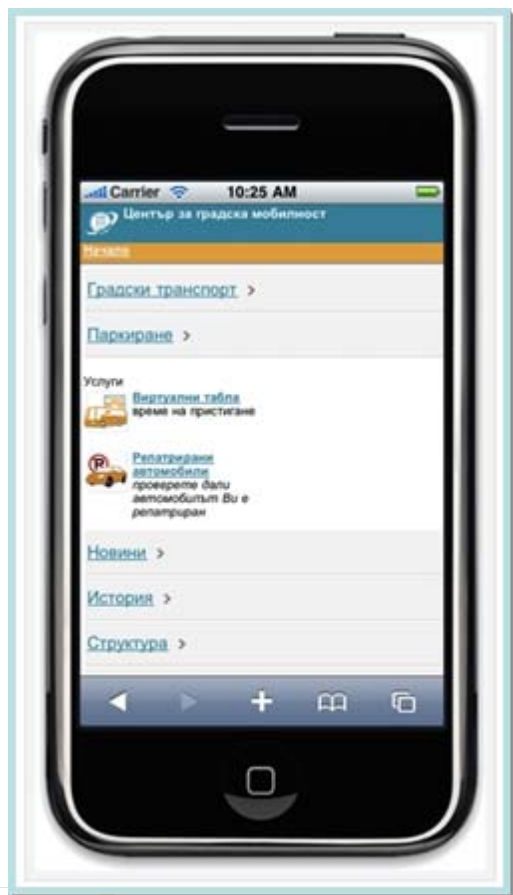 Carrier 10:25 AM
Център за градска мобилност
Начало
Градски транспорт >
Паркиране >
Услуги
Виртуални табла
време на пристигане
Репатрирани
автомобили
проверете дали
автомобилът Ви е
репатриран
Новини >
История >
Структура >